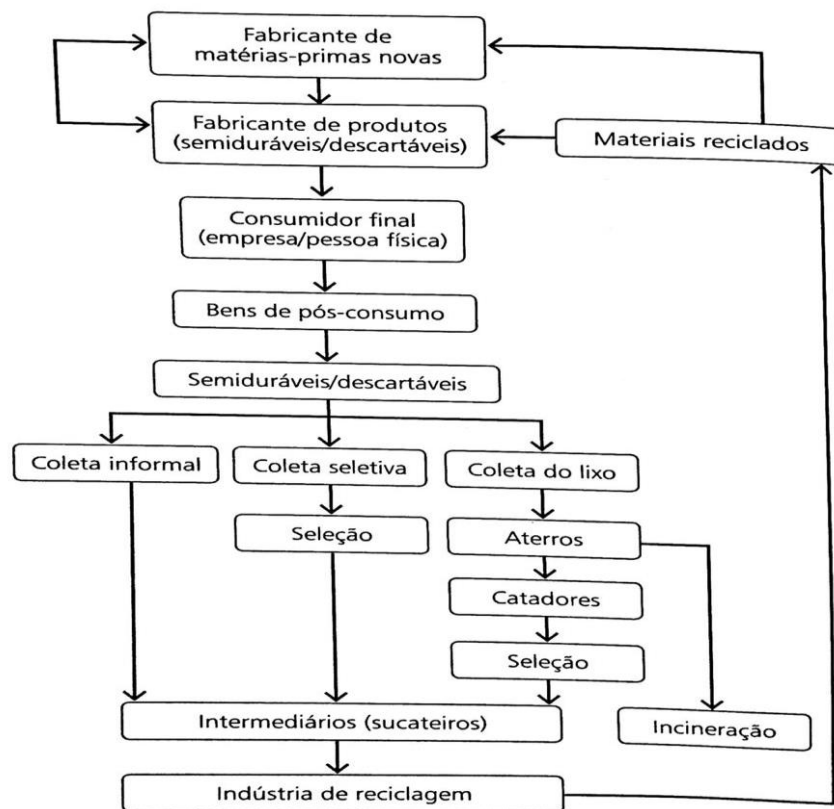 Fabricante de
matérias-primas novas
Fabricante de produtos
(semiduráveis/descartáveis)
Materiais reciclados
Consumidor final
(empresa/pessoa física)
Bens de pós-consumo
Semiduráveis/descartáveis
Coleta informal
Coleta seletiva
Coleta do lixo
Seleção
Aterros
Catadores
Seleção
Intermediários (sucateiros)
Incineração
Indústria de reciclagem